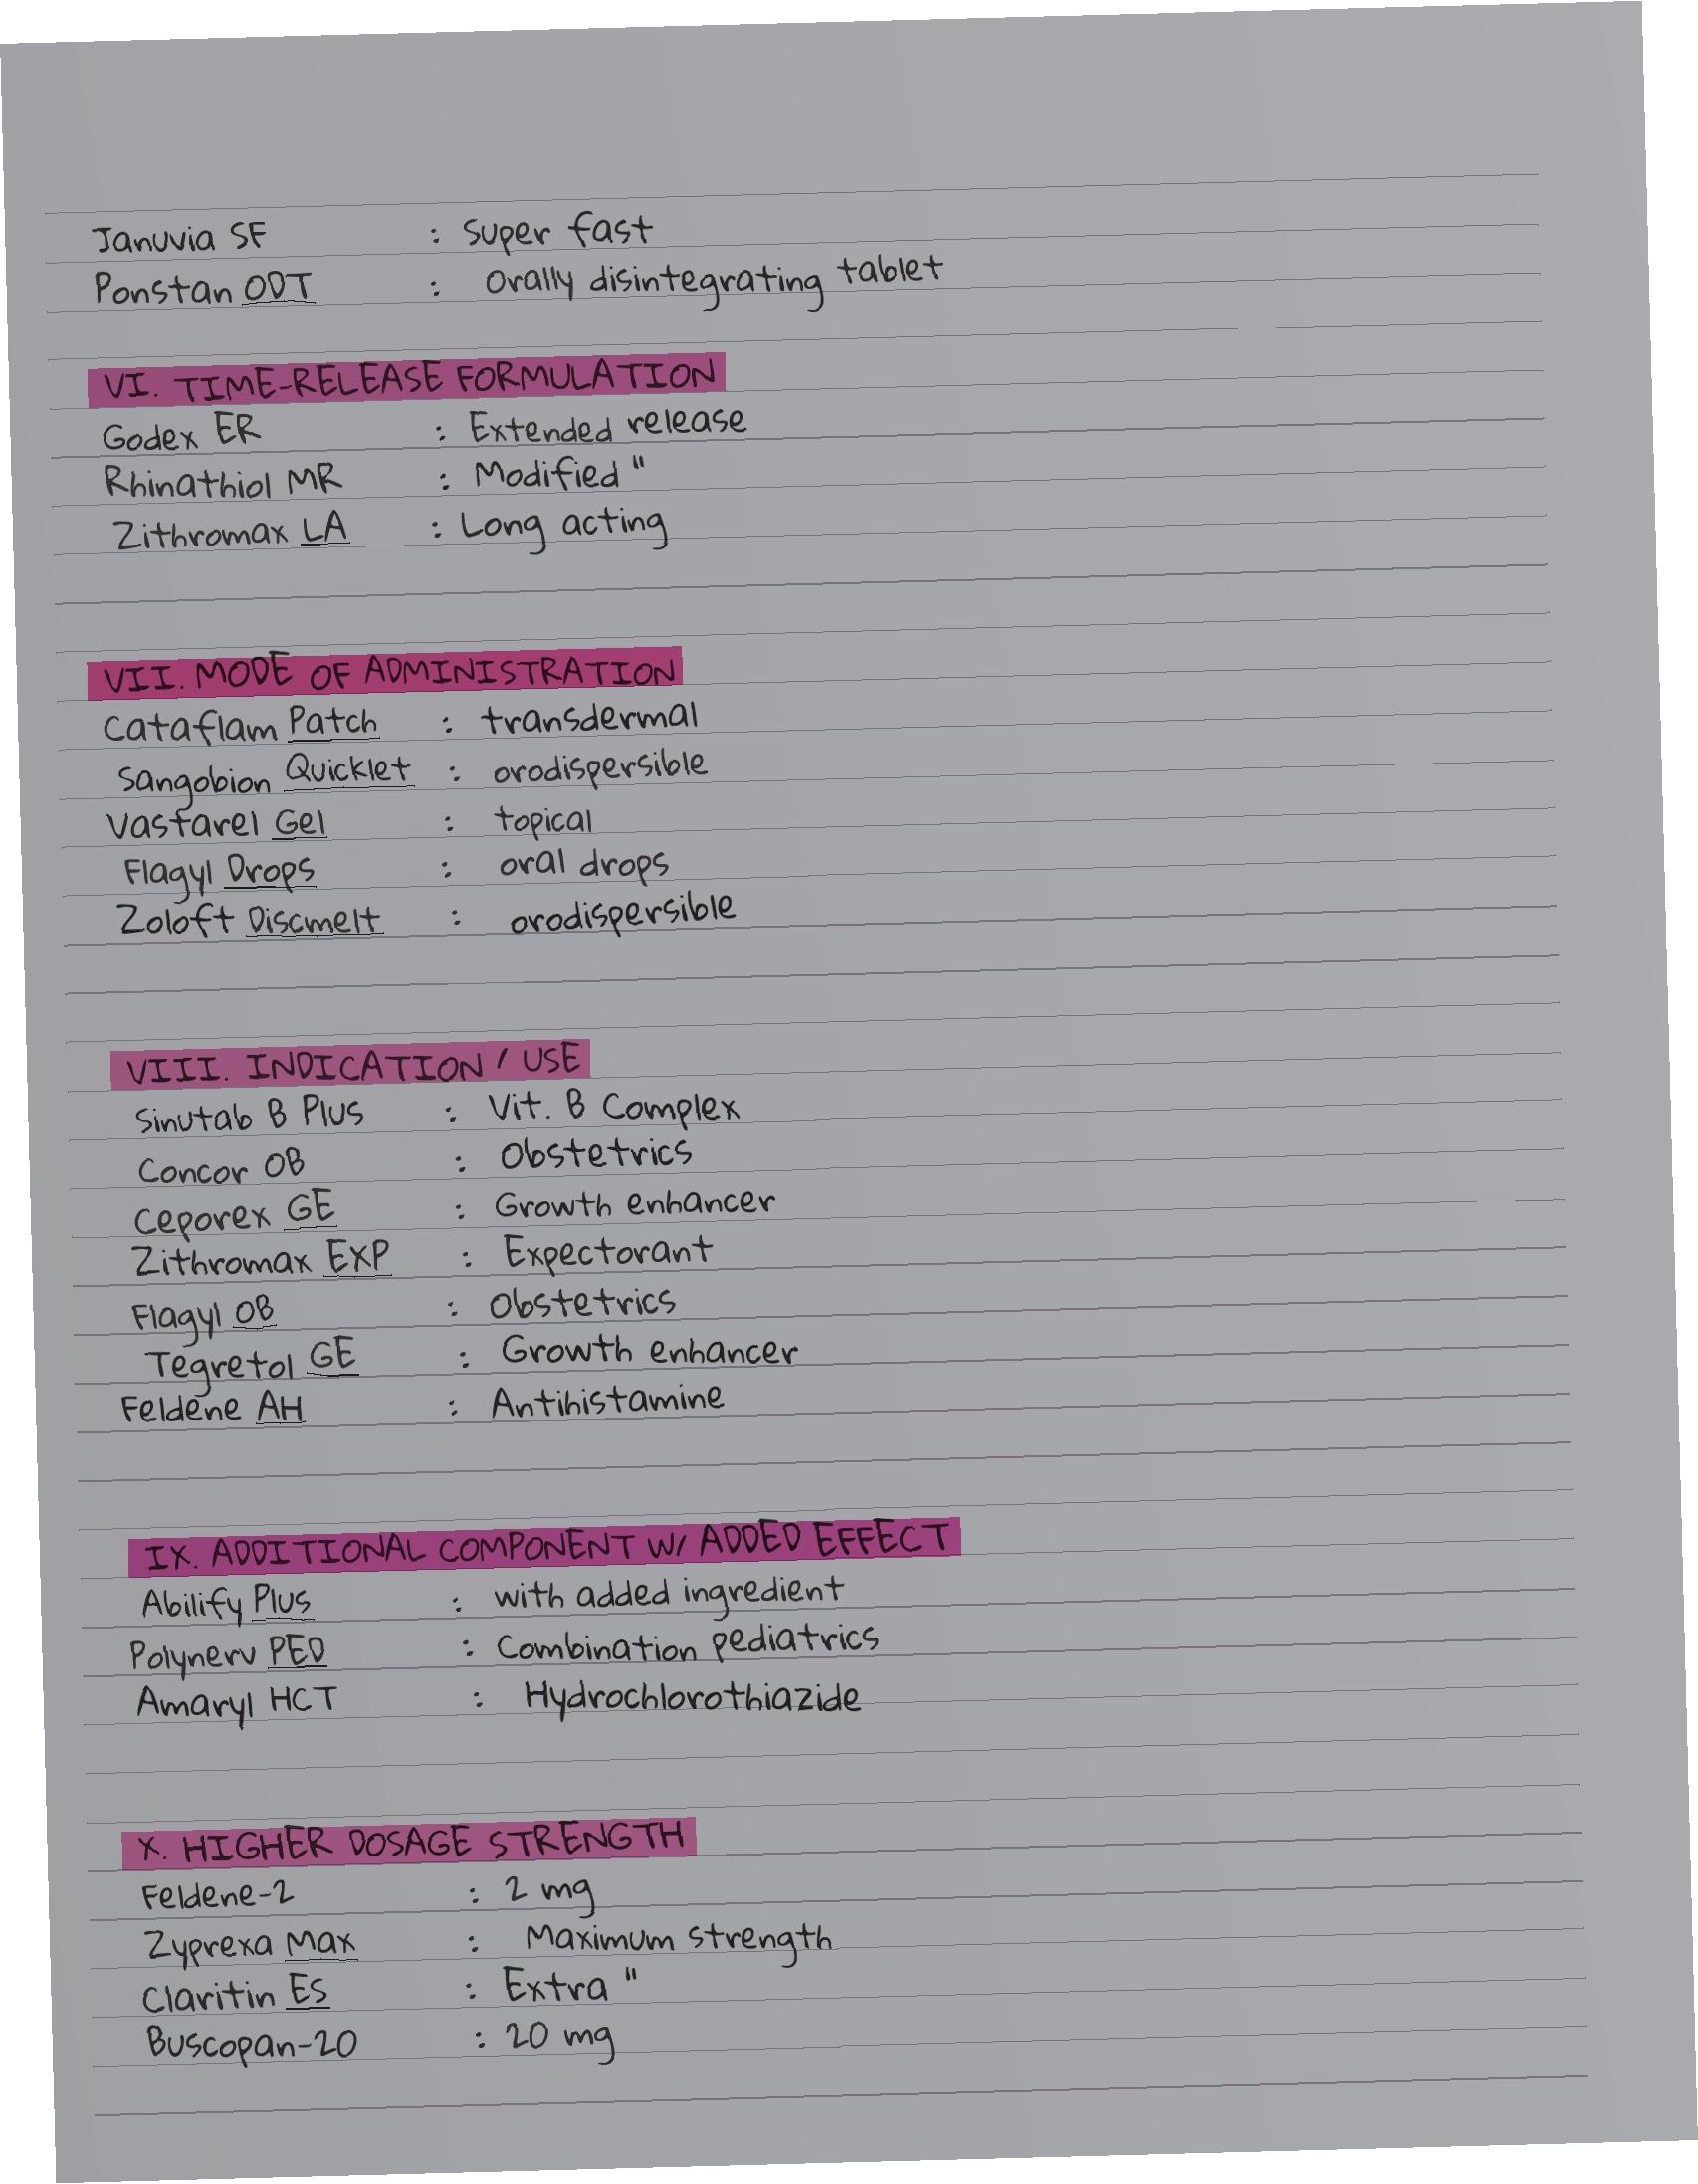 Januvia SF : Super fast
Ponstan ODT : Orally disintegrating tablet
VI. TIME-RELEASE FORMULATION
Godex ER : Extended release
Rhinathiol MR : Modified "
Zithromax LA : Long acting
VII. MODE OF ADMINISTRATION
Cataflam Patch : transdermal
Sangobion Quicklet : orodispersible
Vastarel Gel : topical
Flagyl Drops : oral drops
Zoloft Discmelt : orodispersible
VIII. INDICATION / USE
Sinutab B Plus : Vit. B Complex
Concor OB : Obstetrics
Ceporex GE : Growth enhancer
Zithromax EXP : Expectorant
Flagyl OB : Obstetrics
Tegretol GE : Growth enhancer
Feldene AH : Antihistamine
IX. ADDITIONAL COMPONENT W/ ADDED EFFECT
Abilify Plus : with added ingredient
Polynerv PED : Combination pediatrics
Amaryl HCT : Hydrochlorothiazide
X. HIGHER DOSAGE STRENGTH
Feldene-2 : 2 mg
Zyprexa Max : Maximum strength
Claritin ES : Extra "
Buscopan-20 : 20 mg